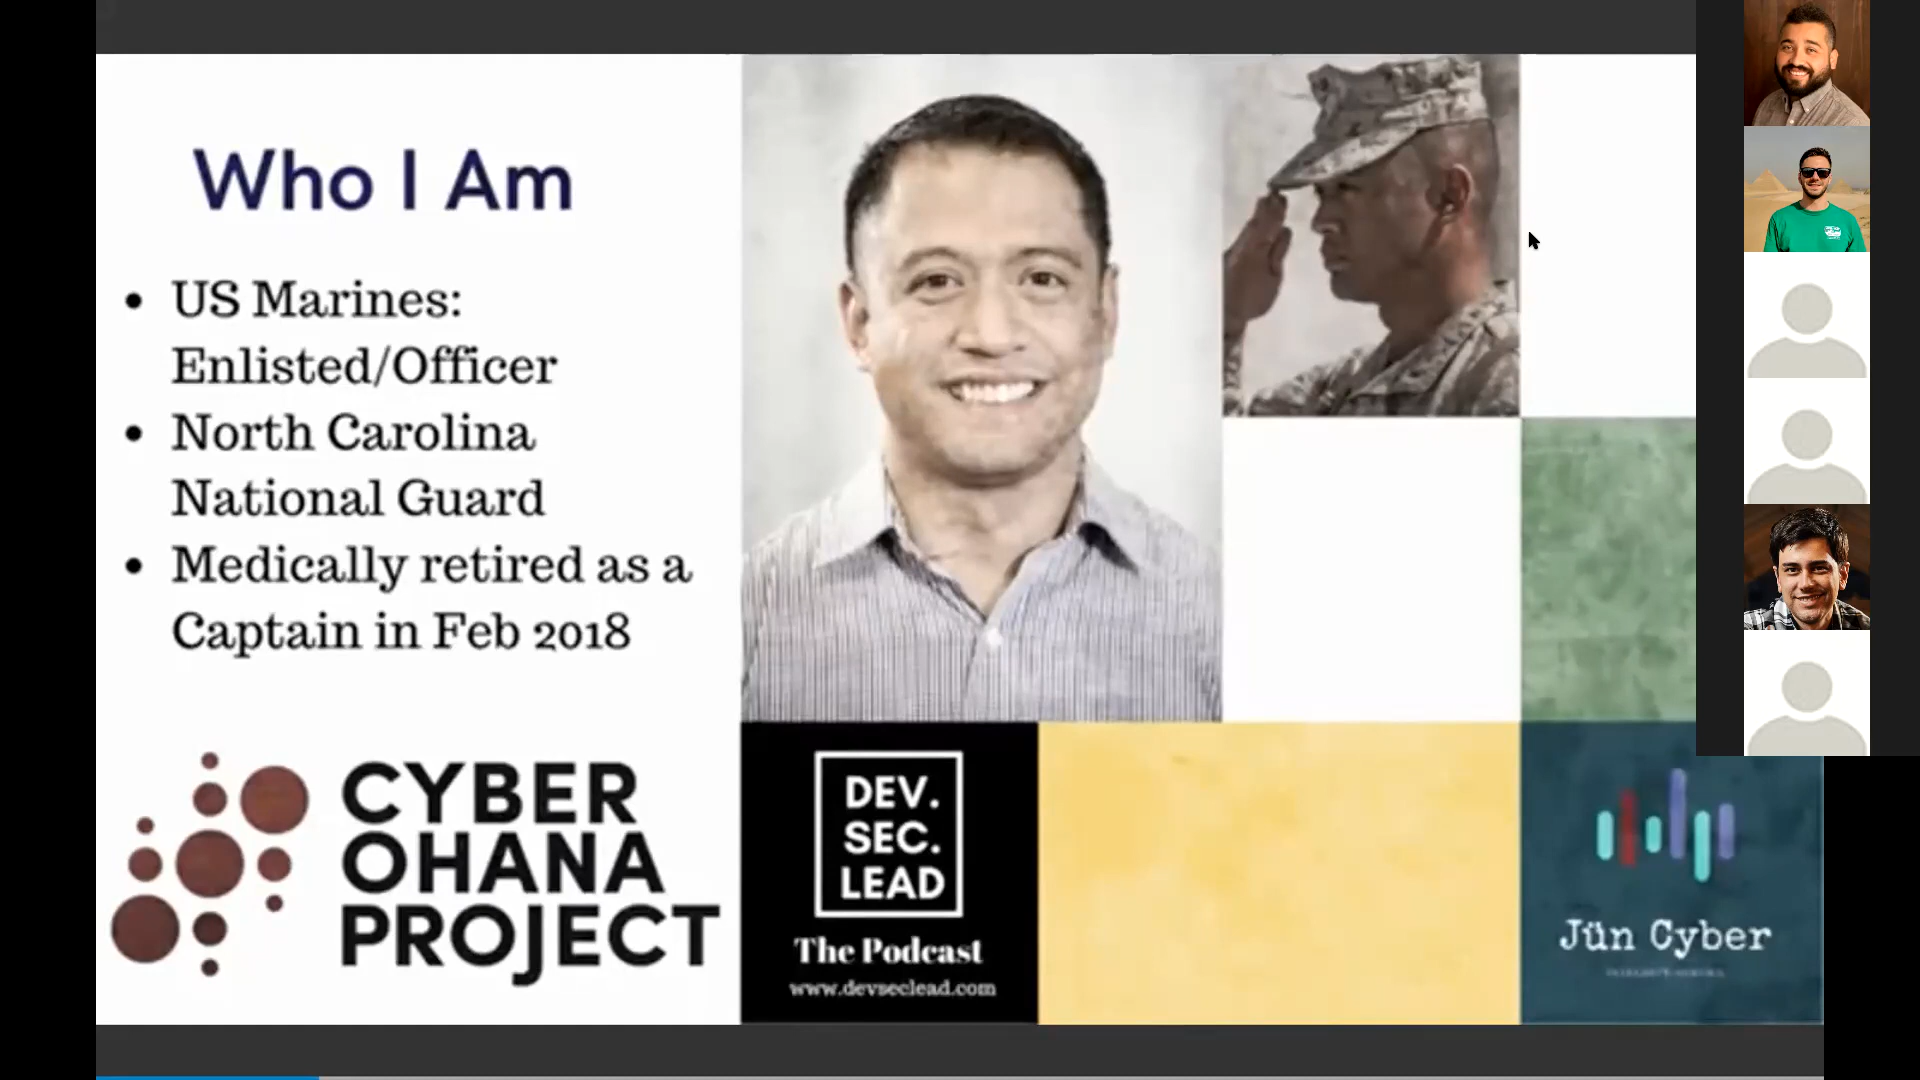 Who I Am
• US Marines:
Enlisted/Officer
• North Carolina
National Guard
• Medically retired as a
Captain in Feb 2018
CYBER
OHANA
PROJECT
DEV.
SEC.
LEAD
The Podcast
www.devseclead.com
Jün Cyber